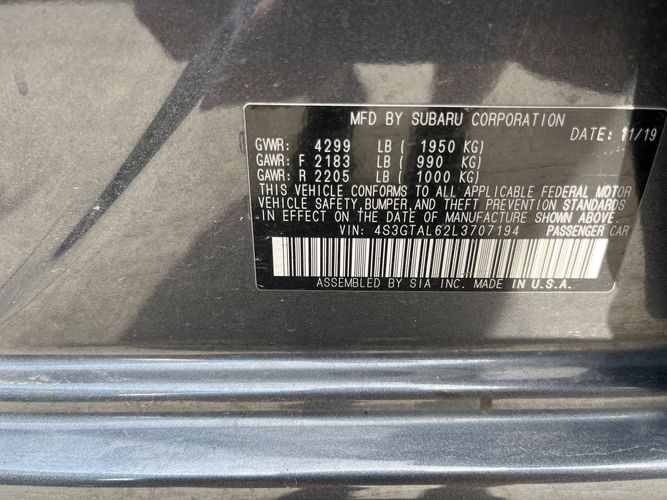 MFD BY SUBARU CORPORATION
DATE: 11/19
GVWR: 4299 LB ( 1950 KG)
GAWR: F 2183 LB ( 990 KG)
GAWR: R 2205 LB ( 1000 KG)
THIS VEHICLE CONFORMS TO ALL APPLICABLE FEDERAL MOTOR
VEHICLE SAFETY, BUMPER, AND THEFT PREVENTION STANDARDS
IN EFFECT ON THE DATE OF MANUFACTURE SHOWN ABOVE.
VIN: 4S3GTAL62L3707194 PASSENGER CAR
ASSEMBLED BY SIA INC. MADE IN U.S.A.